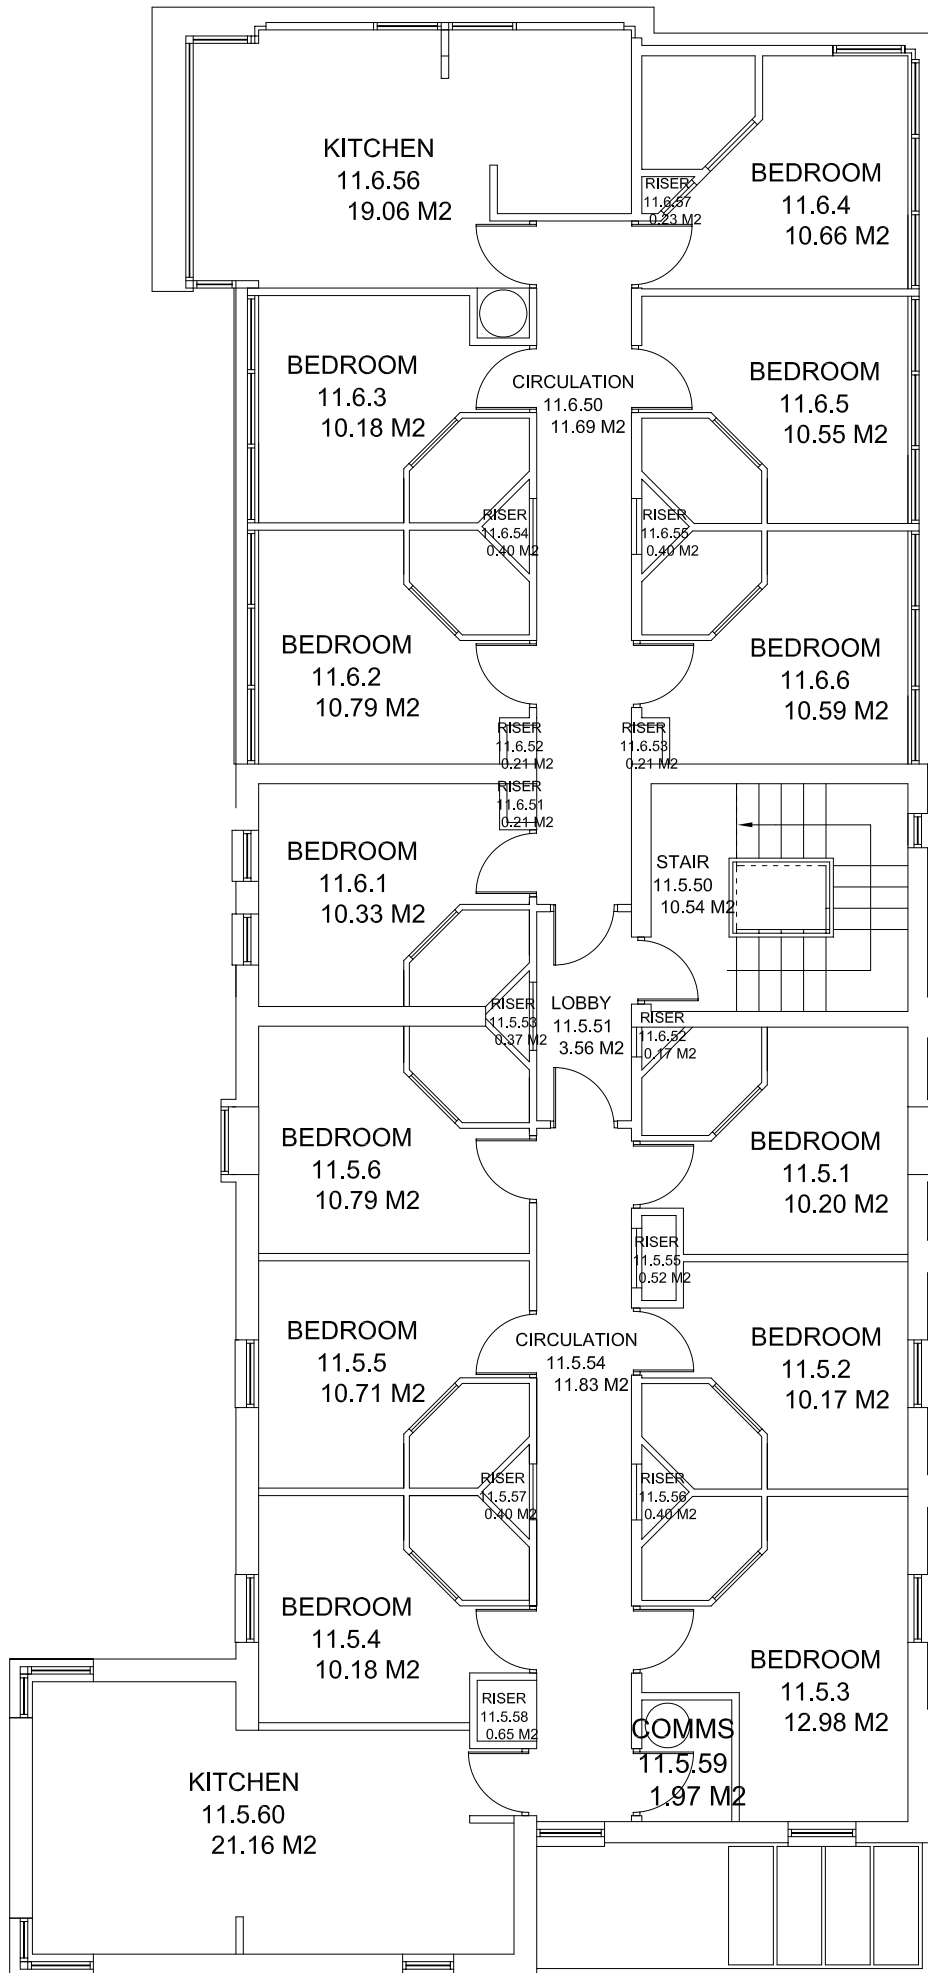 KITCHEN
11.6.56
19.06 M2
BEDROOM
11.6.4
10.66 M2
RISER
11.6.57
0.23 M2
BEDROOM
11.6.3
10.18 M2
CIRCULATION
11.6.50
11.69 M2
BEDROOM
11.6.5
10.55 M2
RISER
11.6.54
0.40 M2
RISER
11.6.55
0.40 M2
BEDROOM
11.6.2
10.79 M2
BEDROOM
11.6.6
10.59 M2
RISER
11.6.52
0.21 M2
RISER
11.6.53
0.21 M2
RISER
11.6.51
0.21 M2
BEDROOM
11.6.1
10.33 M2
STAIR
11.5.50
10.54 M2
RISER
11.5.53
0.37 M2
LOBBY
11.5.51
3.56 M2
RISER
11.6.52
0.17 M2
BEDROOM
11.5.6
10.79 M2
BEDROOM
11.5.1
10.20 M2
RISER
11.5.55
0.52 M2
BEDROOM
11.5.5
10.71 M2
CIRCULATION
11.5.54
11.83 M2
BEDROOM
11.5.2
10.17 M2
RISER
11.5.57
0.40 M2
RISER
11.5.56
0.40 M2
BEDROOM
11.5.4
10.18 M2
BEDROOM
11.5.3
12.98 M2
RISER
11.5.58
0.65 M2
COMMS
11.5.59
1.97 M2
KITCHEN
11.5.60
21.16 M2